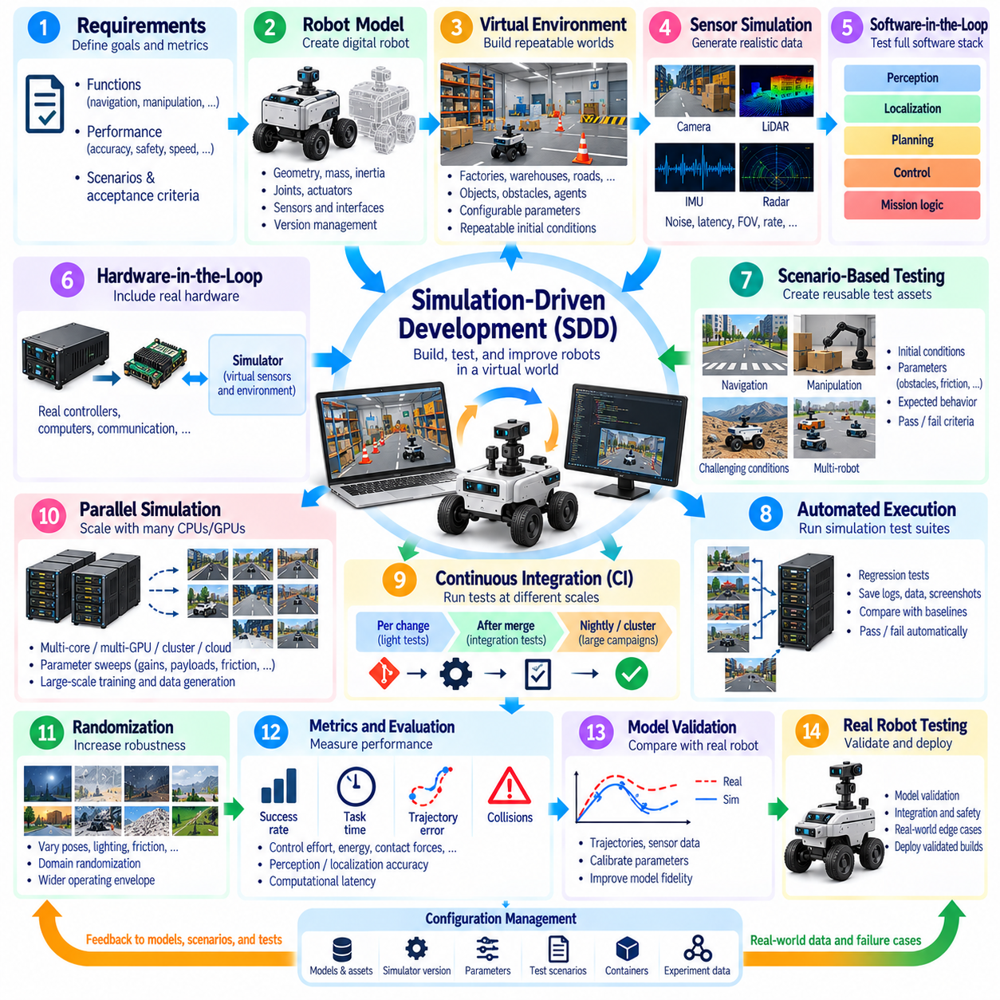 1
Requirements
Define goals and metrics
• Functions
(navigation, manipulation, ...)
• Performance
(accuracy, safety, speed, ...)
• Scenarios &
acceptance criteria
2
Robot Model
Create digital robot
• Geometry, mass, inertia
• Joints, actuators
• Sensors and interfaces
• Version management
3
Virtual Environment
Build repeatable worlds
• Factories, warehouses, roads, ...
• Objects, obstacles, agents
• Configurable parameters
• Repeatable initial conditions
4
Sensor Simulation
Generate realistic data
Camera
LiDAR
IMU
Radar
Noise, latency, FOV, rate, ...
5
Software-in-the-Loop
Test full software stack
Perception
Localization
Planning
Control
Mission logic
6
Hardware-in-the-Loop
Include real hardware
Simulator
(virtual sensors
and environment)
Real controllers,
computers, communication, ...
Simulation-Driven
Development (SDD)
Build, test, and improve robots
in a virtual world
7
Scenario-Based Testing
Create reusable test assets
Navigation
Manipulation
Challenging conditions
Multi-robot
• Initial conditions
• Parameters
(obstacles, friction, ...)
• Expected behavior
• Pass / fail criteria
10
Parallel Simulation
Scale with many CPUs/GPUs
• Multi-core / multi-GPU / cluster / cloud
• Parameter sweeps (gains, payloads, friction, ...)
• Large-scale training and data generation
9
Continuous Integration (CI)
Run tests at different scales
Per change
(light tests)
After merge
(integration tests)
Nightly / cluster
(large campaigns)
8
Automated Execution
Run simulation test suites
• Regression tests
• Save logs, data, screenshots
• Compare with baselines
• Pass / fail automatically
11
Randomization
Increase robustness
• Vary poses, lighting, friction, ...
• Domain randomization
• Wider operating envelope
12
Metrics and Evaluation
Measure performance
Success
rate
Task
time
Trajectory
error
Collisions
• Control effort, energy, contact forces, ...
• Perception / localization accuracy
• Computational latency
13
Model Validation
Compare with real robot
Real
Sim
• Trajectories, sensor data
• Calibrate parameters
• Improve model fidelity
14
Real Robot Testing
Validate and deploy
• Model validation
• Integration and safety
• Real-world edge cases
• Deploy validated builds
Feedback to models, scenarios, and tests
Configuration Management
Models & assets
Simulator version
Parameters
Test scenarios
Containers
Experiment data
Real-world data and failure cases